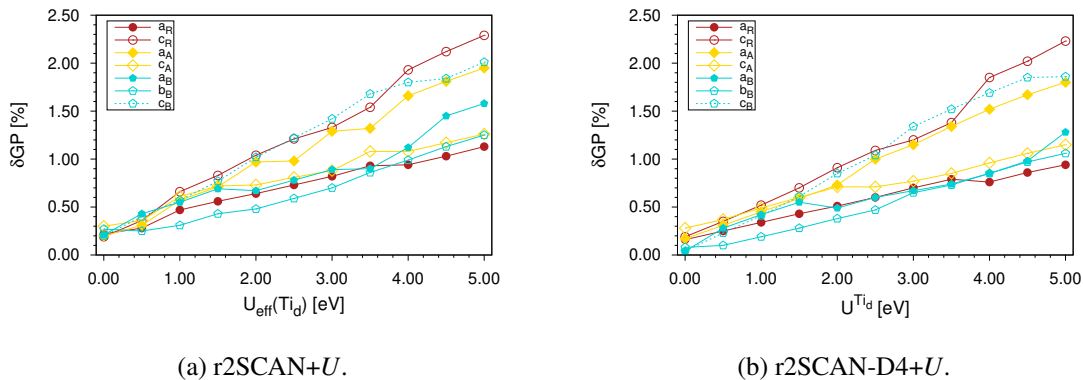 2.50
2.00
1.50
1.00
0.50
0.00
δGP [%]
a_R
c_R
a_A
c_A
a_B
b_B
c_B
0.00 1.00 2.00 3.00 4.00 5.00
U_eff(Ti_d) [eV]
(a) r2SCAN+U.
2.50
2.00
1.50
1.00
0.50
0.00
δGP [%]
a_R
c_R
a_A
c_A
a_B
b_B
c_B
0.00 1.00 2.00 3.00 4.00 5.00
U^Ti_d [eV]
(b) r2SCAN-D4+U.